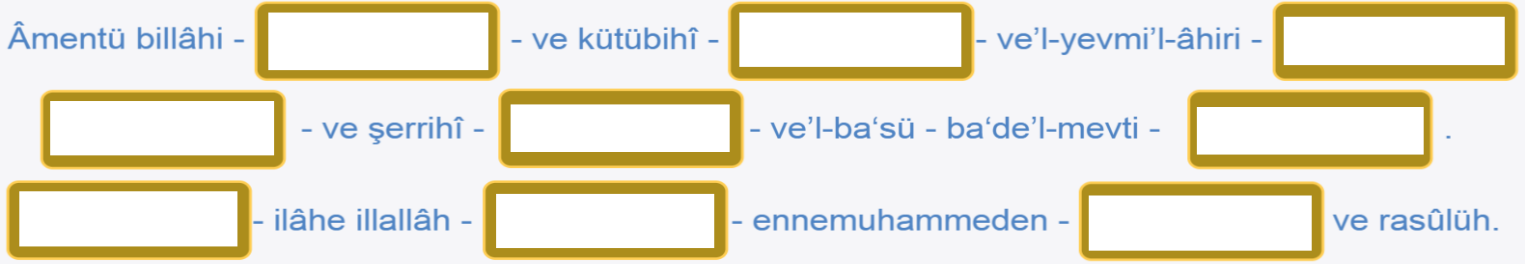 Âmentü billâhi - - ve kütübihî - - ve’l-yevmi’l-âhiri -
- ve şerrihî - - ve’l-ba‘sü - ba‘de’l-mevti - .
- ilâhe illallâh - - ennemuhammeden - ve rasûlüh.